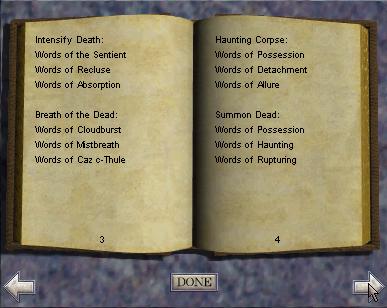 Intensify Death:
Words of the Sentient
Words of Recluse
Words of Absorption
Breath of the Dead:
Words of Cloudburst
Words of Mistbreath
Words of Caz c-Thule
3
Haunting Corpse:
Words of Possession
Words of Detachment
Words of Allure
Summon Dead:
Words of Possession
Words of Haunting
Words of Rupturing
4
DONE